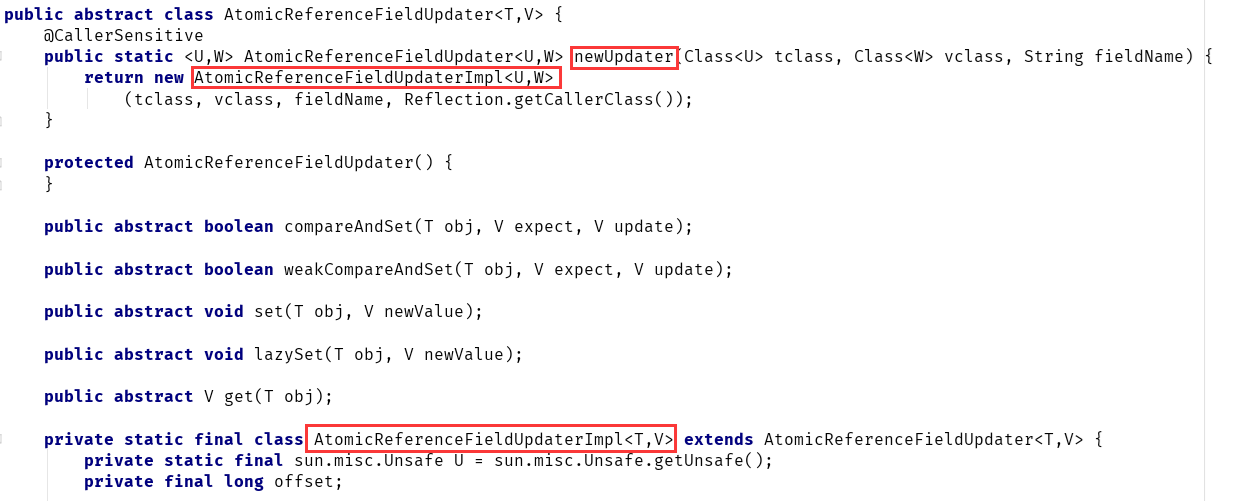 public abstract class AtomicReferenceFieldUpdater<T,V> {
@CallerSensitive
public static <U,W> AtomicReferenceFieldUpdater<U,W> newUpdater(Class<U> tclass, Class<W> vclass, String fieldName) {
return new AtomicReferenceFieldUpdaterImpl<U,W>
(tclass, vclass, fieldName, Reflection.getCallerClass());
}
protected AtomicReferenceFieldUpdater() {
}
public abstract boolean compareAndSet(T obj, V expect, V update);
public abstract boolean weakCompareAndSet(T obj, V expect, V update);
public abstract void set(T obj, V newValue);
public abstract void lazySet(T obj, V newValue);
public abstract V get(T obj);
private static final class AtomicReferenceFieldUpdaterImpl<T,V> extends AtomicReferenceFieldUpdater<T,V> {
private static final sun.misc.Unsafe U = sun.misc.Unsafe.getUnsafe();
private final long offset;